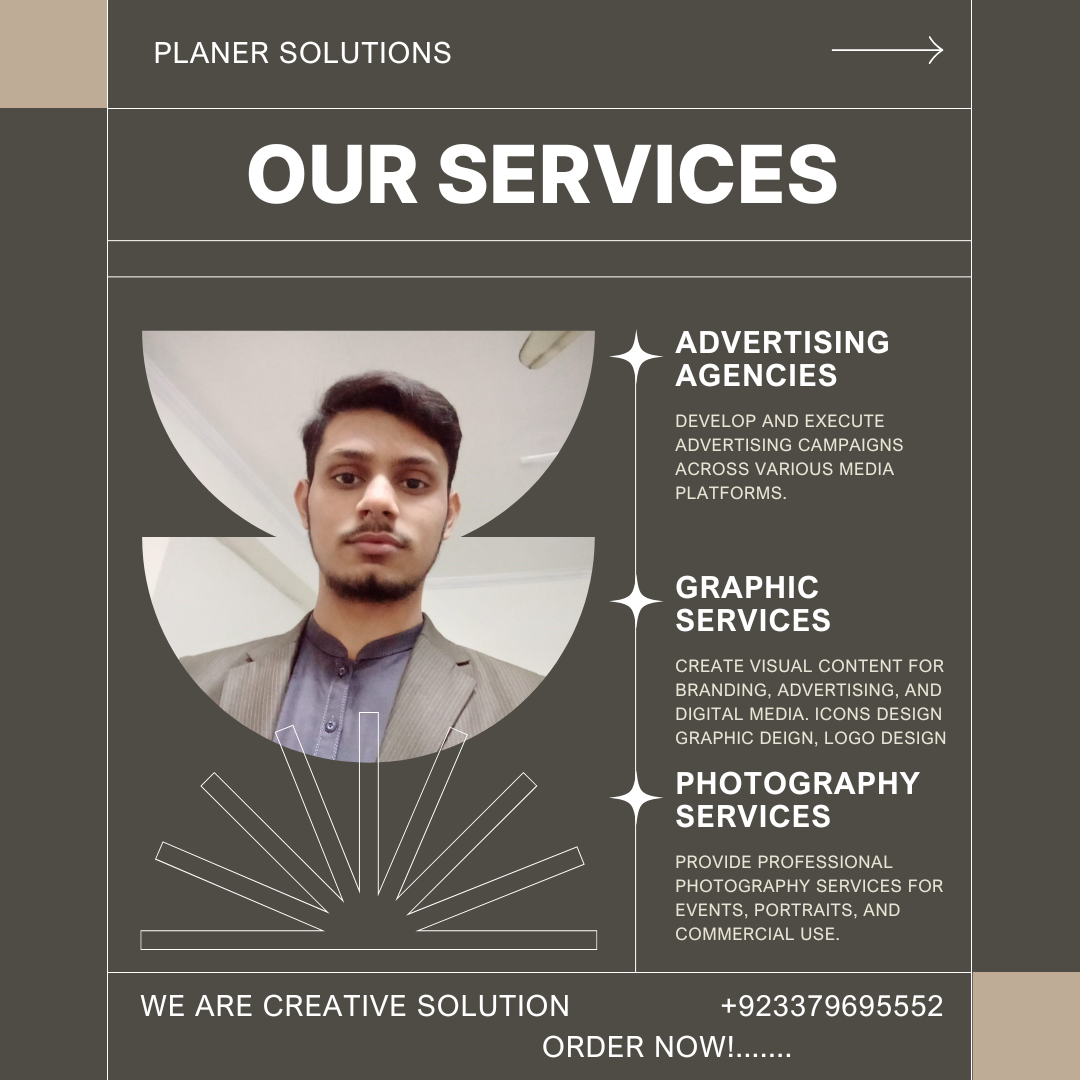 PLANER SOLUTIONS
OUR SERVICES
ADVERTISING
AGENCIES
DEVELOP AND EXECUTE
ADVERTISING CAMPAIGNS
ACROSS VARIOUS MEDIA
PLATFORMS.
GRAPHIC
SERVICES
CREATE VISUAL CONTENT FOR
BRANDING, ADVERTISING, AND
DIGITAL MEDIA. ICONS DESIGN
GRAPHIC DEIGN, LOGO DESIGN
PHOTOGRAPHY
SERVICES
PROVIDE PROFESSIONAL
PHOTOGRAPHY SERVICES FOR
EVENTS, PORTRAITS, AND
COMMERCIAL USE.
WE ARE CREATIVE SOLUTION
+923379695552
ORDER NOW!.......